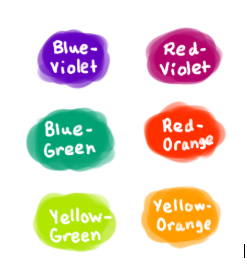 Blue-
Violet
Red-
Violet
Blue-
Green
Red-
Orange
Yellow-
Green
Yellow-
Orange